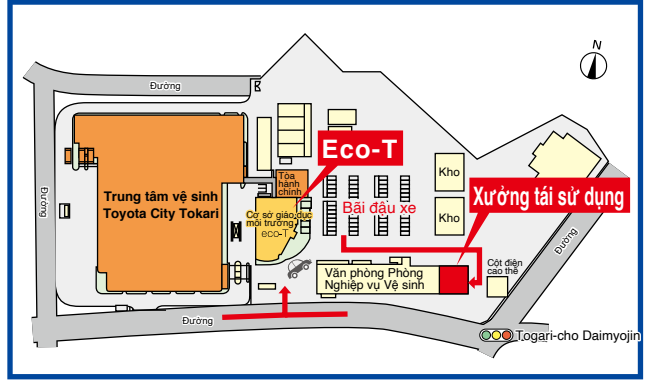 N
Đường
Eco-T
Tòa
hành
chính
Kho
Trung tâm vệ sinh
Toyota City Tokari
Bãi đậu xe
Xưởng tái sử dụng
Đường
Cơ sở giáo dục
môi trường
eco-T
Kho
Đường
Văn phòng Phòng
Nghiệp vụ Vệ sinh
Cột điện
cao thế
Đường
Togari-cho Daimyojin